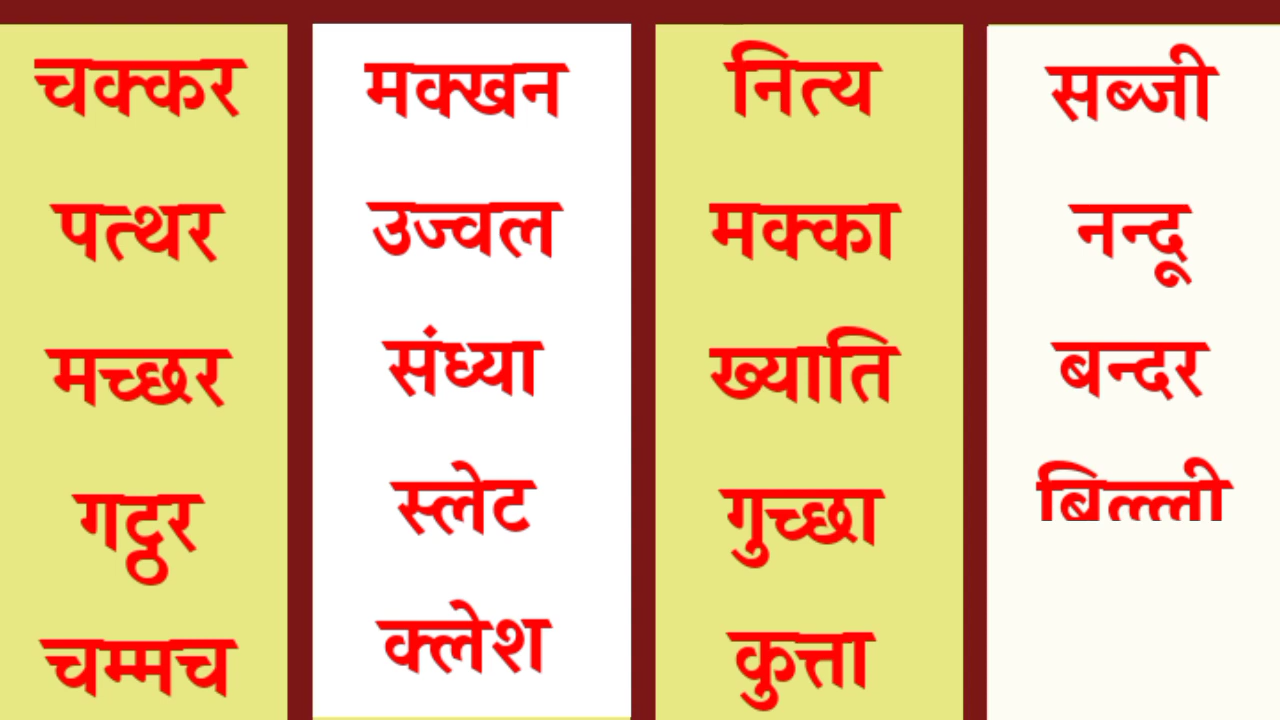 चक्कर
पत्थर
मच्छर
गट्ठर
चम्मच
मक्खन
उज्वल
संध्या
स्लेट
क्लेश
नित्य
मक्का
ख्याति
गुच्छा
कुत्ता
सब्जी
नन्दू
बन्दर
बिल्ली